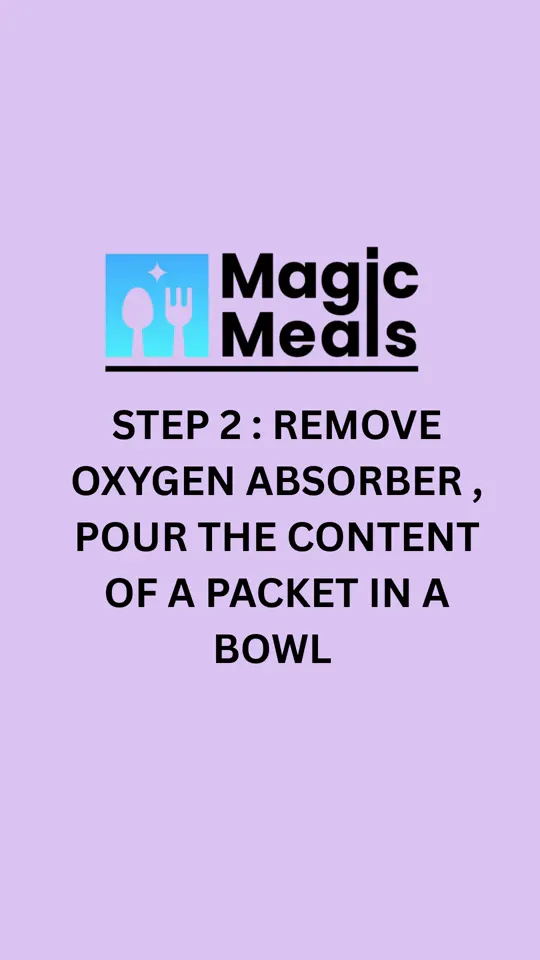 Magic
Meals
STEP 2 : REMOVE
OXYGEN ABSORBER ,
POUR THE CONTENT
OF A PACKET IN A
BOWL